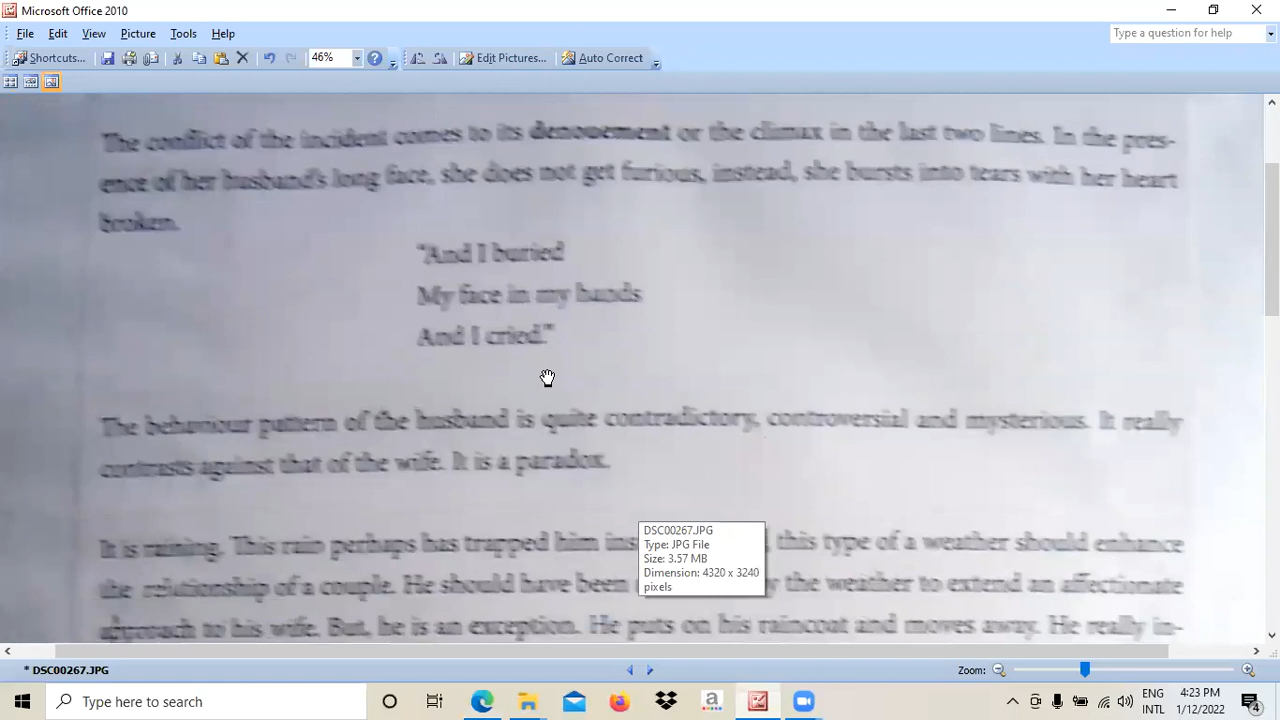 Microsoft Office 2010
File Edit View Picture Tools Help
Type a question for help
Shortcuts... 46% Edit Pictures... Auto Correct
The conflict of the incident comes to its denouement or the climax in the last two lines. In the pres-
ence of her husband's long face, she does not get furious, instead, she bursts into tears with her heart
broken.
"And I buried
My face in my hands
And I cried."
The behaviour pattern of the husband is quite contradictory, controversial and mysterious. It really
contrasts against that of the wife. It is a paradox.
It is raining. This rain perhaps has trapped him this type of a weather should enhance
the relationship of a couple. He should have been the weather to extend an affectionate
approach to his wife. But, he is an exception. He puts on his raincoat and moves away. He really in-
DSC00267.JPG
Type: JPG File
Size: 3.57 MB
Dimension: 4320 x 3240
pixels
* DSC00267.JPG
Zoom:
Type here to search
a
ENG
INTL
4:23 PM
1/12/2022
4